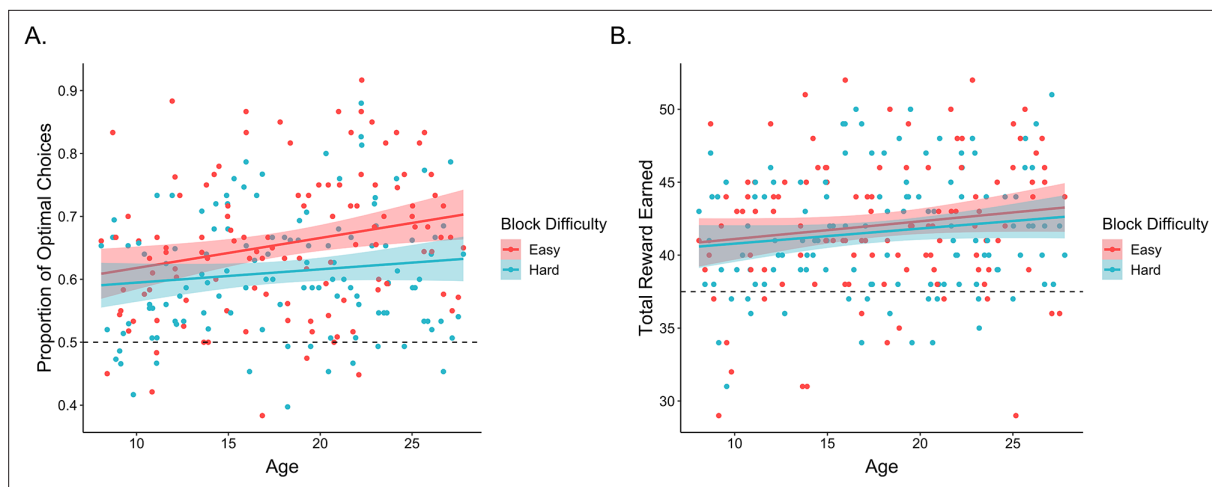 A.
Proportion of Optimal Choices
0.9
0.8
0.7
0.6
0.5
0.4
10 15 20 25
Age
Block Difficulty
Easy
Hard
B.
Total Reward Earned
50
45
40
35
30
10 15 20 25
Age
Block Difficulty
Easy
Hard